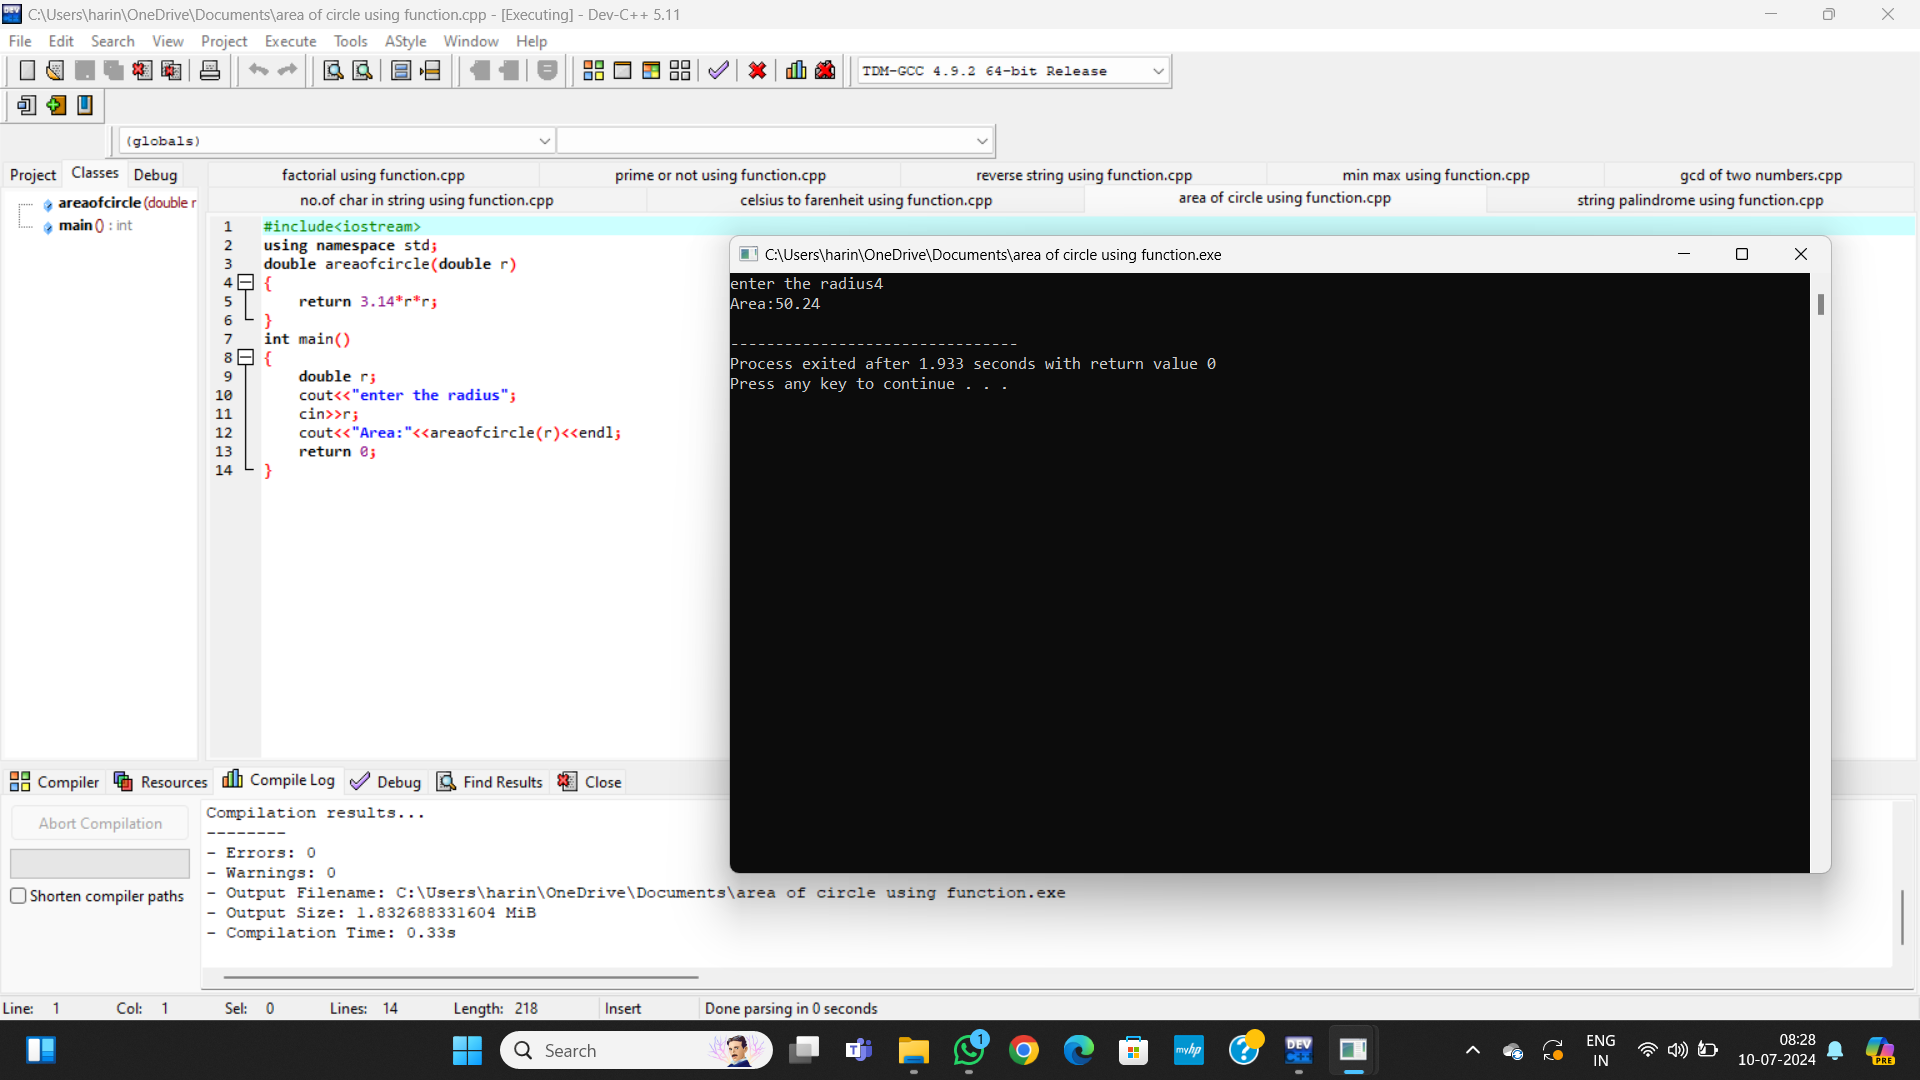 C:\Users\harin\OneDrive\Documents\area of circle using function.cpp - [Executing] - Dev-C++ 5.11
File Edit Search View Project Execute Tools AStyle Window Help
TDM-GCC 4.9.2 64-bit Release
(globals)
Project Classes Debug
factorial using function.cpp prime or not using function.cpp reverse string using function.cpp min max using function.cpp gcd of two numbers.cpp
no.of char in string using function.cpp celsius to farenheit using function.cpp area of circle using function.cpp string palindrome using function.cpp
areaofcircle (double r
main () : int
1 #include<iostream>
2 using namespace std;
3 double areaofcircle(double r)
4 {
5 return 3.14*r*r;
6 }
7 int main()
8 {
9 double r;
10 cout<<"enter the radius";
11 cin>>r;
12 cout<<"Area:"<<areaofcircle(r)<<endl;
13 return 0;
14 }
C:\Users\harin\OneDrive\Documents\area of circle using function.exe
enter the radius4
Area:50.24
--------------------------------
Process exited after 1.933 seconds with return value 0
Press any key to continue . . .
Compiler Resources Compile Log Debug Find Results Close
Abort Compilation
Shorten compiler paths
Compilation results...
--------
- Errors: 0
- Warnings: 0
- Output Filename: C:\Users\harin\OneDrive\Documents\area of circle using function.exe
- Output Size: 1.832688331604 MiB
- Compilation Time: 0.33s
Line: 1 Col: 1 Sel: 0 Lines: 14 Length: 218 Insert Done parsing in 0 seconds
Search
1
myhp
DEV
C++
ENG
IN
08:28
10-07-2024
PRE